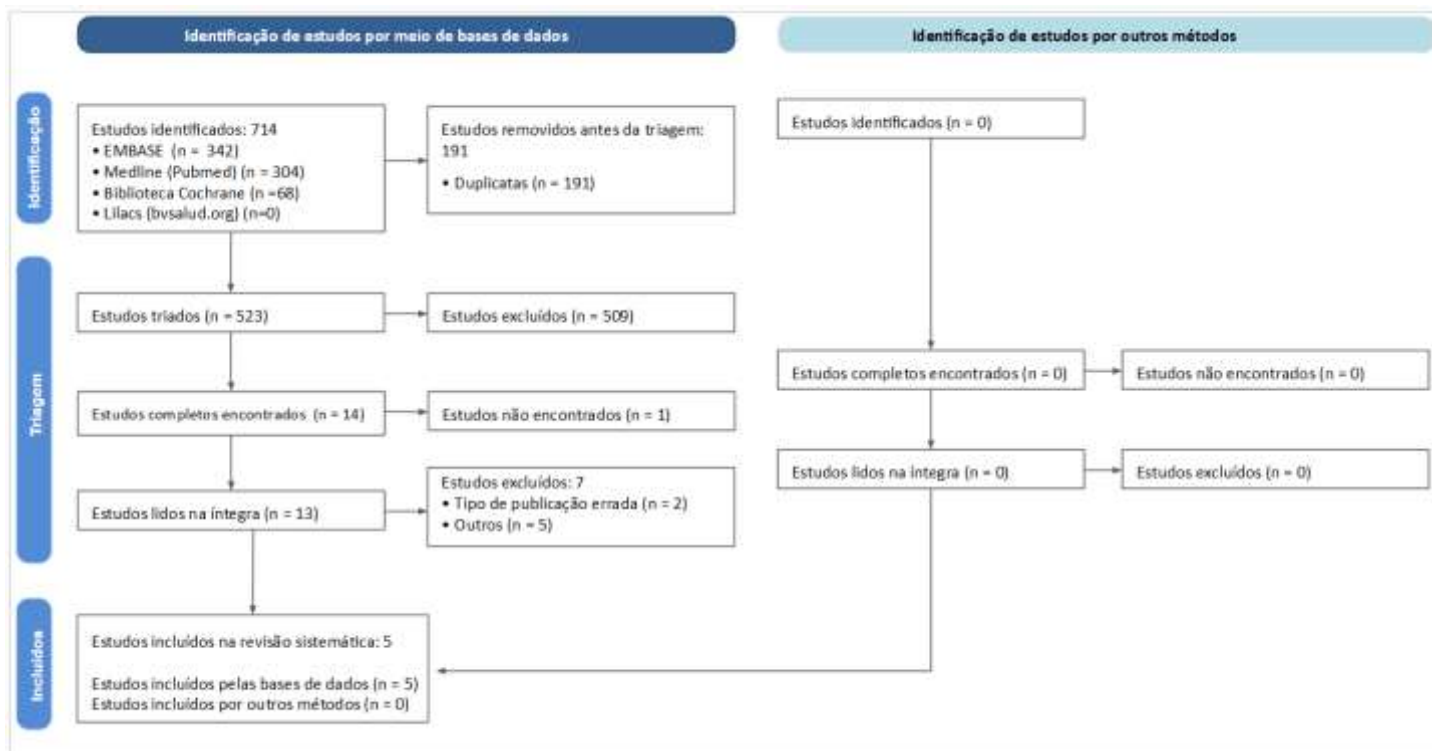 Identificação de estudos por meio de bases de dados
Identificação de estudos por outros métodos
Identificação
Estudos identificados: 714
• EMBASE (n = 342)
• Medline (Pubmed) (n = 304)
• Biblioteca Cochrane (n =68)
• Lilacs (bvsalud.org) (n=0)
Estudos removidos antes da triagem:
191
• Duplicatas (n = 191)
Estudos Identificados (n = 0)
Triagem
Estudos triados (n = 523)
Estudos excluídos (n = 509)
Estudos completos encontrados (n = 14)
Estudos não encontrados (n = 1)
Estudos completos encontrados (n = 0)
Estudos não encontrados (n = 0)
Estudos lidos na íntegra (n = 13)
Estudos excluídos: 7
• Tipo de publicação errada (n = 2)
• Outros (n = 5)
Estudos lidos na íntegra (n = 0)
Estudos excluídos (n = 0)
Incluídos
Estudos incluídos na revisão sistemática: 5
Estudos incluídos pelas bases de dados (n = 5)
Estudos incluídos por outros métodos (n = 0)